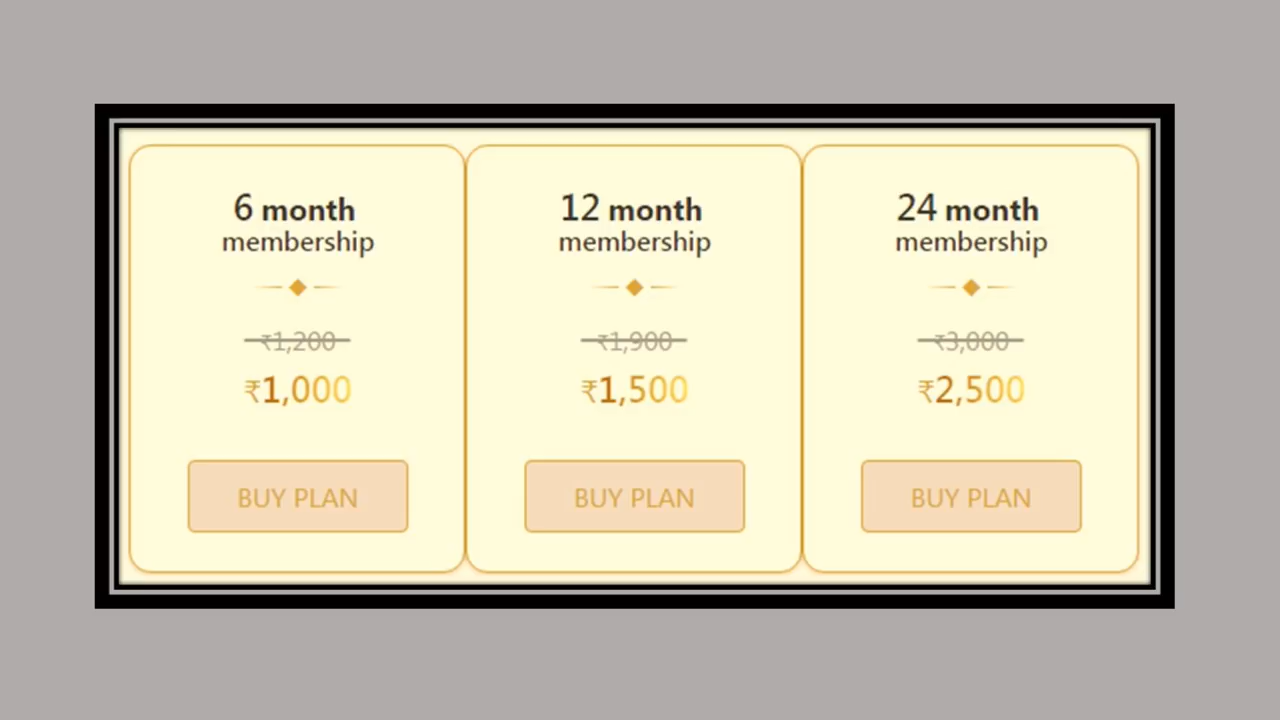 6 month
membership
₹1,200
₹1,000
BUY PLAN
12 month
membership
₹1,900
₹1,500
BUY PLAN
24 month
membership
₹3,000
₹2,500
BUY PLAN